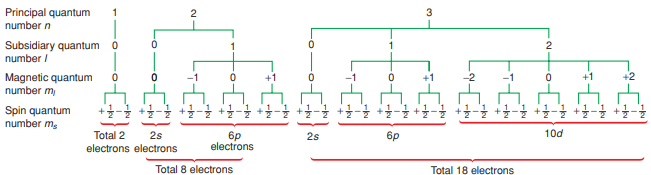 Principal quantum number n 1 2 3
Subsidiary quantum number l 0 0 1 0 1 2
Magnetic quantum number ml 0 0 −1 0 +1 0 −1 0 +1 −2 −1 0 +1 +2
Spin quantum number ms +1/2 −1/2 +1/2 −1/2 +1/2 −1/2 +1/2 −1/2 +1/2 −1/2 +1/2 −1/2 +1/2 −1/2 +1/2 −1/2 +1/2 −1/2 +1/2 −1/2 +1/2 −1/2 +1/2 −1/2 +1/2 −1/2 +1/2 −1/2
Total 2 electrons
2s electrons
6p electrons
2s
6p
10d
Total 8 electrons
Total 18 electrons